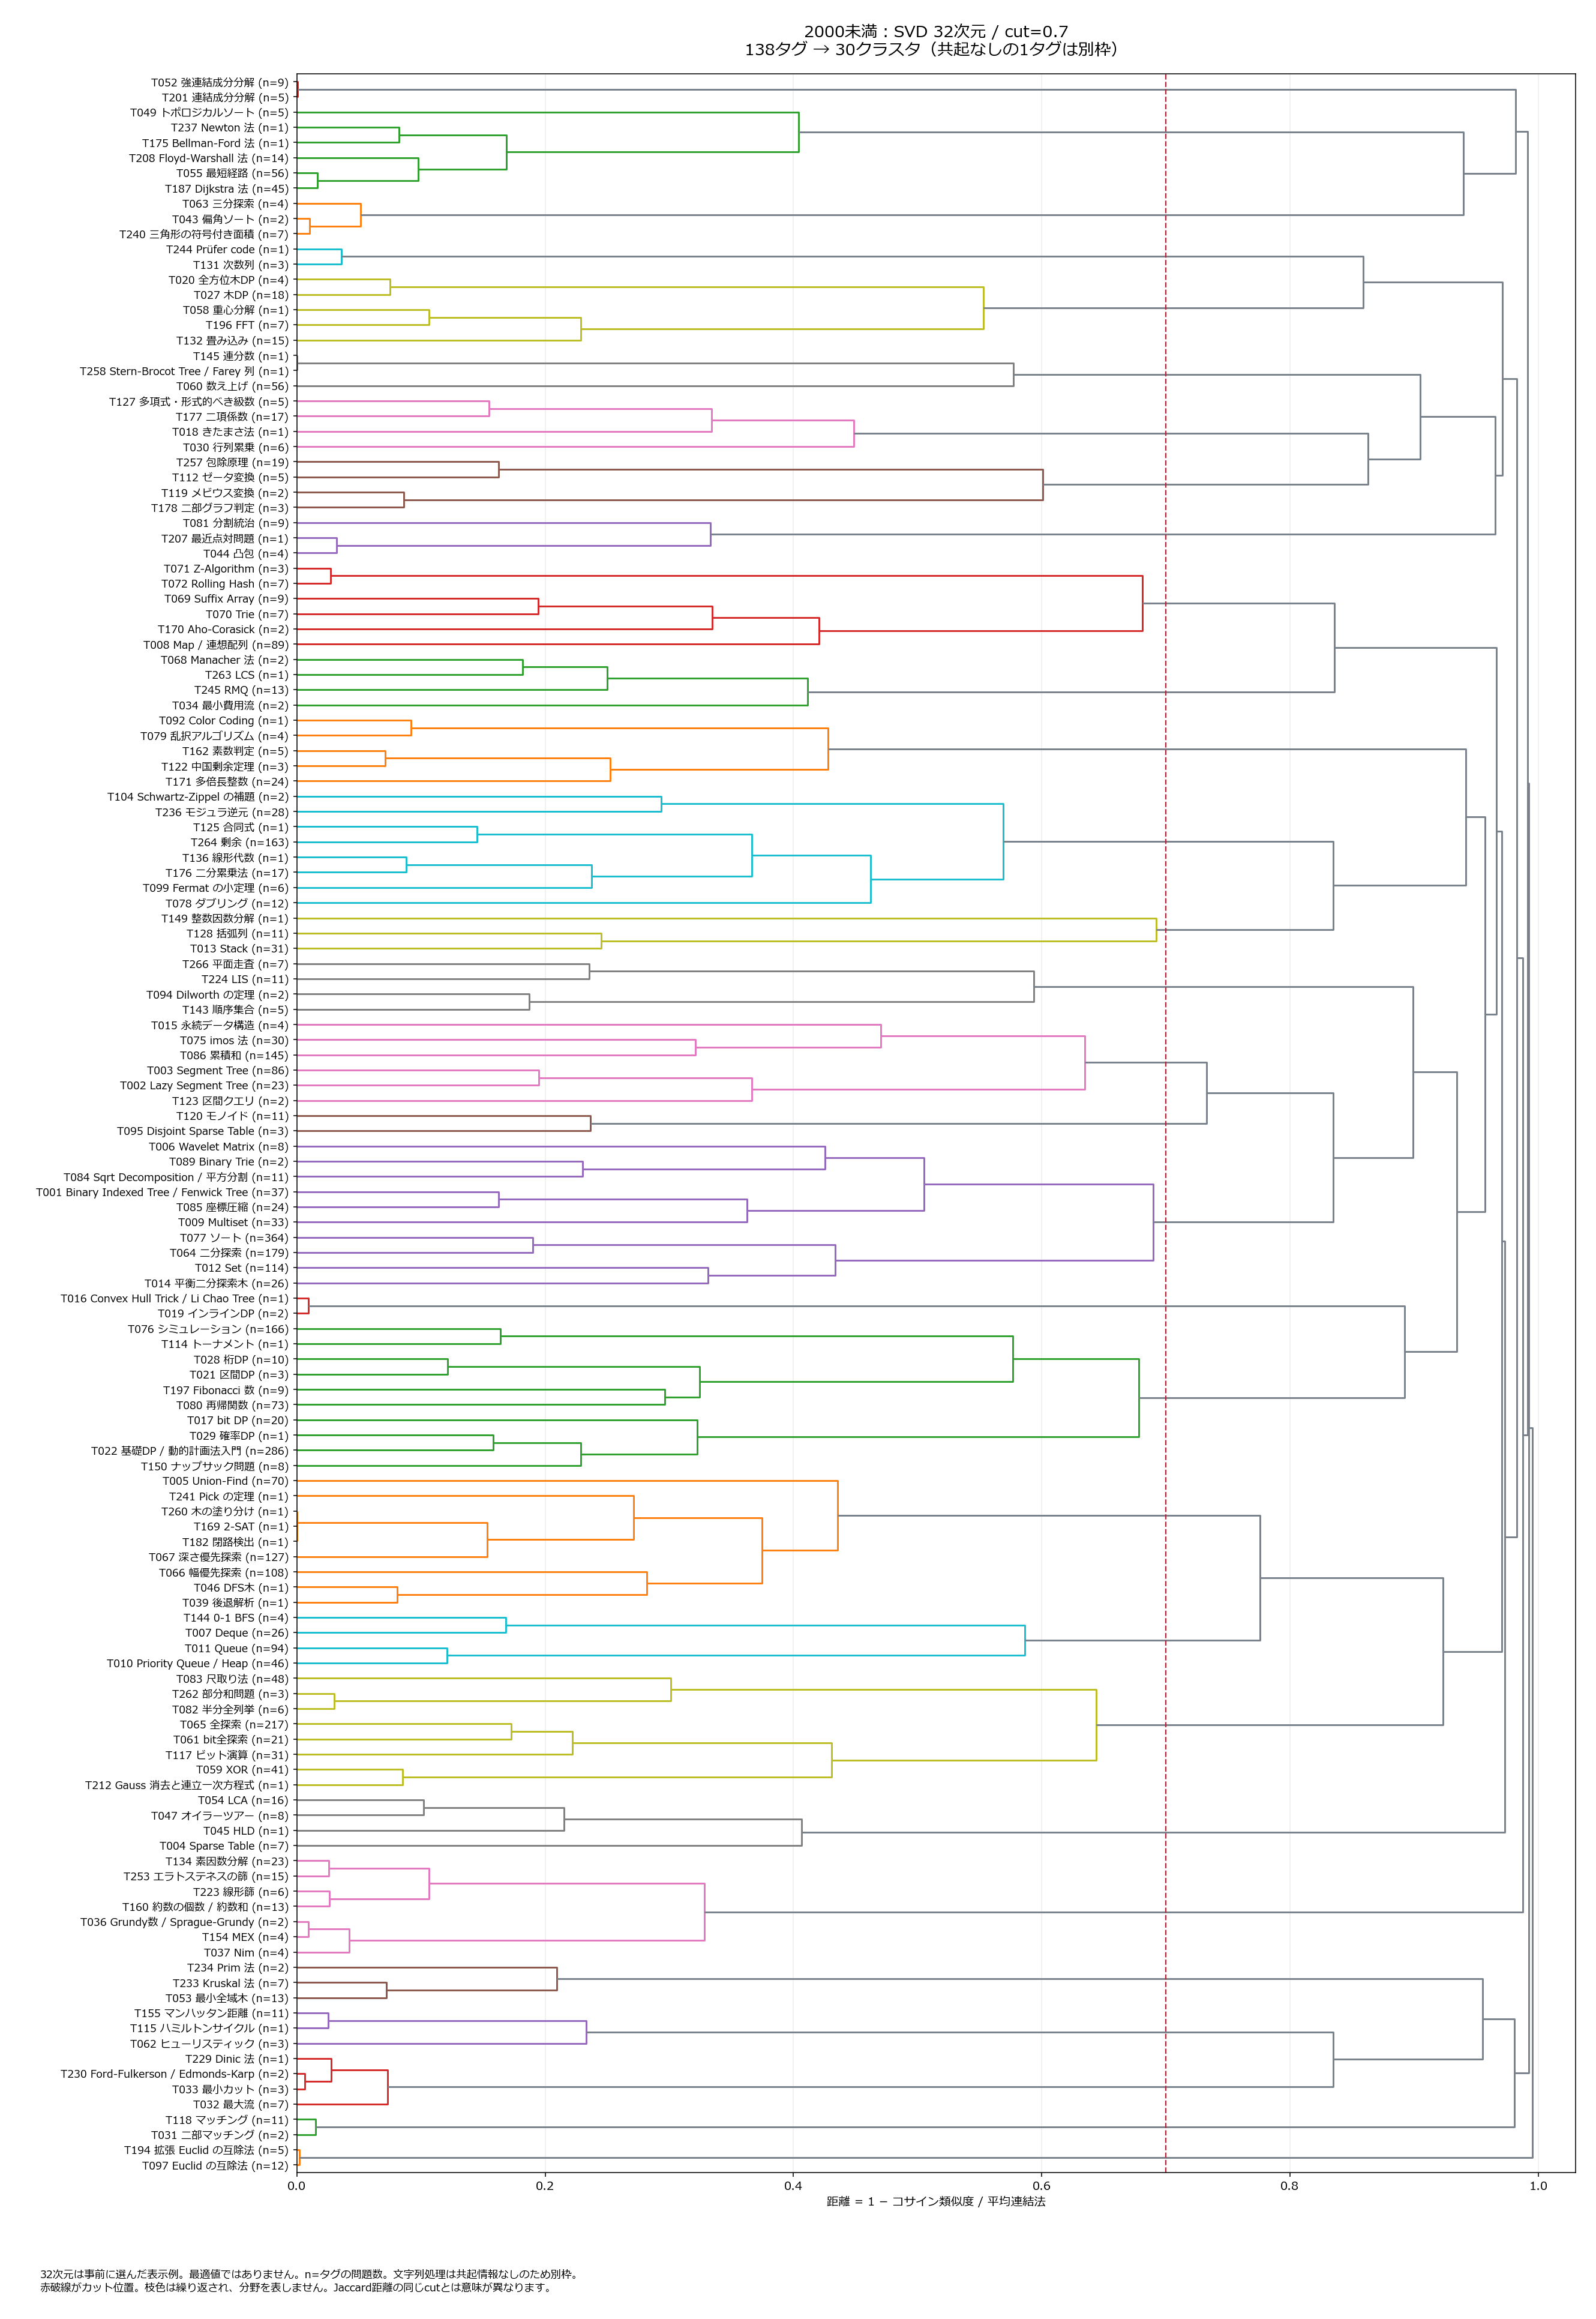 2000未満：SVD 32次元 / cut=0.7
138タグ → 30クラスタ（共起なしの1タグは別枠）
T052 強連結成分分解 (n=9)
T201 連結成分分解 (n=5)
T049 トポロジカルソート (n=5)
T237 Newton 法 (n=1)
T175 Bellman-Ford 法 (n=1)
T208 Floyd-Warshall 法 (n=14)
T055 最短経路 (n=56)
T187 Dijkstra 法 (n=45)
T063 三分探索 (n=4)
T043 偏角ソート (n=2)
T240 三角形の符号付き面積 (n=7)
T244 Prüfer code (n=1)
T131 次数列 (n=3)
T020 全方位木DP (n=4)
T027 木DP (n=18)
T058 重心分解 (n=1)
T196 FFT (n=7)
T132 畳み込み (n=15)
T145 連分数 (n=1)
T258 Stern-Brocot Tree / Farey 列 (n=1)
T060 数え上げ (n=56)
T127 多項式・形式的べき級数 (n=5)
T177 二項係数 (n=17)
T018 きたまさ法 (n=1)
T030 行列累乗 (n=6)
T257 包除原理 (n=19)
T112 ゼータ変換 (n=5)
T119 メビウス変換 (n=2)
T178 二部グラフ判定 (n=3)
T081 分割統治 (n=9)
T207 最近点対問題 (n=1)
T044 凸包 (n=4)
T071 Z-Algorithm (n=3)
T072 Rolling Hash (n=7)
T069 Suffix Array (n=9)
T070 Trie (n=7)
T170 Aho-Corasick (n=2)
T008 Map / 連想配列 (n=89)
T068 Manacher 法 (n=2)
T263 LCS (n=1)
T245 RMQ (n=13)
T034 最小費用流 (n=2)
T092 Color Coding (n=1)
T079 乱択アルゴリズム (n=4)
T162 素数判定 (n=5)
T122 中国剰余定理 (n=3)
T171 多倍長整数 (n=24)
T104 Schwartz-Zippel の補題 (n=2)
T236 モジュラ逆元 (n=28)
T125 合同式 (n=1)
T264 剰余 (n=163)
T136 線形代数 (n=1)
T176 二分累乗法 (n=17)
T099 Fermat の小定理 (n=6)
T078 ダブリング (n=12)
T149 整数因数分解 (n=1)
T128 括弧列 (n=11)
T013 Stack (n=31)
T266 平面走査 (n=7)
T224 LIS (n=11)
T094 Dilworth の定理 (n=2)
T143 順序集合 (n=5)
T015 永続データ構造 (n=4)
T075 imos 法 (n=30)
T086 累積和 (n=145)
T003 Segment Tree (n=86)
T002 Lazy Segment Tree (n=23)
T123 区間クエリ (n=2)
T120 モノイド (n=11)
T095 Disjoint Sparse Table (n=3)
T006 Wavelet Matrix (n=8)
T089 Binary Trie (n=2)
T084 Sqrt Decomposition / 平方分割 (n=11)
T001 Binary Indexed Tree / Fenwick Tree (n=37)
T085 座標圧縮 (n=24)
T009 Multiset (n=33)
T077 ソート (n=364)
T064 二分探索 (n=179)
T012 Set (n=114)
T014 平衡二分探索木 (n=26)
T016 Convex Hull Trick / Li Chao Tree (n=1)
T019 インラインDP (n=2)
T076 シミュレーション (n=166)
T114 トーナメント (n=1)
T028 桁DP (n=10)
T021 区間DP (n=3)
T197 Fibonacci 数 (n=9)
T080 再帰関数 (n=73)
T017 bit DP (n=20)
T029 確率DP (n=1)
T022 基礎DP / 動的計画法入門 (n=286)
T150 ナップサック問題 (n=8)
T005 Union-Find (n=70)
T241 Pick の定理 (n=1)
T260 木の塗り分け (n=1)
T169 2-SAT (n=1)
T182 閉路検出 (n=1)
T067 深さ優先探索 (n=127)
T066 幅優先探索 (n=108)
T046 DFS木 (n=1)
T039 後退解析 (n=1)
T144 0-1 BFS (n=4)
T007 Deque (n=26)
T011 Queue (n=94)
T010 Priority Queue / Heap (n=46)
T083 尺取り法 (n=48)
T262 部分和問題 (n=3)
T082 半分全列挙 (n=6)
T065 全探索 (n=217)
T061 bit全探索 (n=21)
T117 ビット演算 (n=31)
T059 XOR (n=41)
T212 Gauss 消去と連立一次方程式 (n=1)
T054 LCA (n=16)
T047 オイラーツアー (n=8)
T045 HLD (n=1)
T004 Sparse Table (n=7)
T134 素因数分解 (n=23)
T253 エラトステネスの篩 (n=15)
T223 線形篩 (n=6)
T160 約数の個数 / 約数和 (n=13)
T036 Grundy数 / Sprague-Grundy (n=2)
T154 MEX (n=4)
T037 Nim (n=4)
T234 Prim 法 (n=2)
T233 Kruskal 法 (n=7)
T053 最小全域木 (n=13)
T155 マンハッタン距離 (n=11)
T115 ハミルトンサイクル (n=1)
T062 ヒューリスティック (n=3)
T229 Dinic 法 (n=1)
T230 Ford-Fulkerson / Edmonds-Karp (n=2)
T033 最小カット (n=3)
T032 最大流 (n=7)
T118 マッチング (n=11)
T031 二部マッチング (n=2)
T194 拡張 Euclid の互除法 (n=5)
T097 Euclid の互除法 (n=12)
0.0 0.2 0.4 0.6 0.8 1.0
距離 = 1 − コサイン類似度 / 平均連結法
32次元は事前に選んだ表示例。最適値ではありません。n=タグの問題数。文字列処理は共起情報なしのため別枠。
赤破線がカット位置。枝色は繰り返され、分野を表しません。Jaccard距離の同じcutとは意味が異なります。